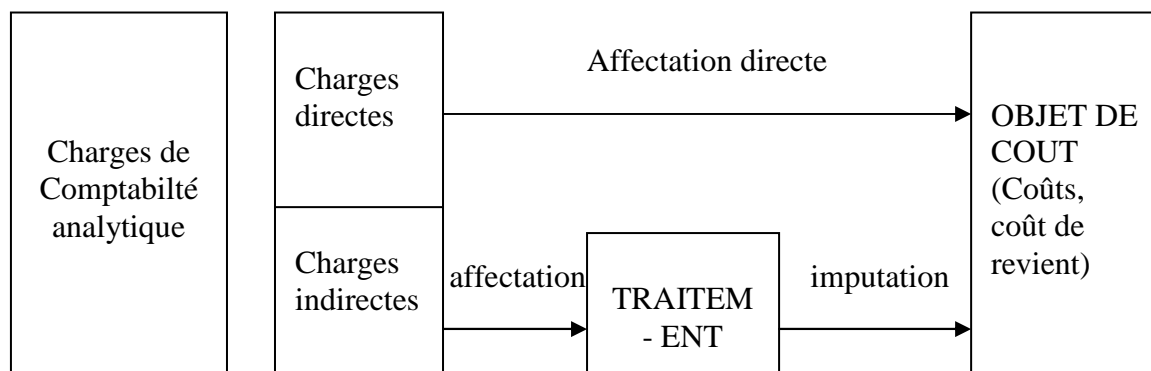 Charges de
Comptabilté
analytique
Charges
directes
Affectation directe
OBJET DE
COUT
(Coûts,
coût de
revient)
Charges
indirectes
affectation
TRAITEM
- ENT
imputation